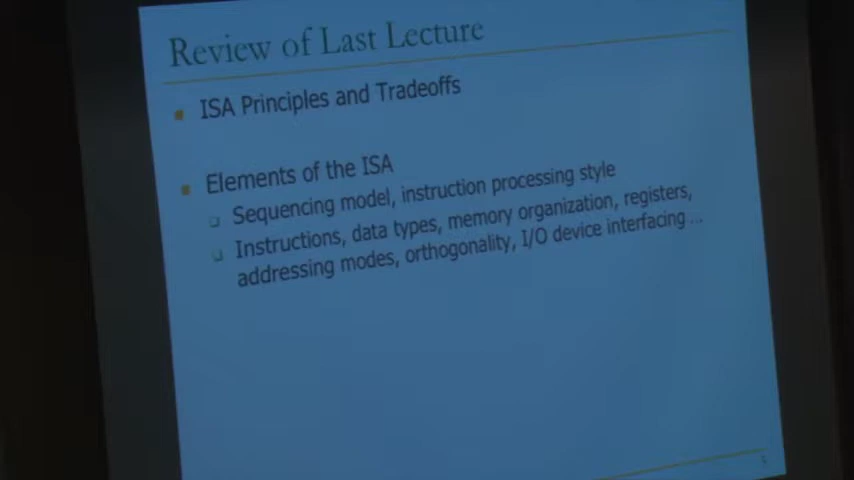 Review of Last Lecture
ISA Principles and Tradeoffs
Elements of the ISA
Sequencing model, instruction processing style
Instructions, data types, memory organization, registers,
addressing modes, orthogonality, I/O device interfacing ...